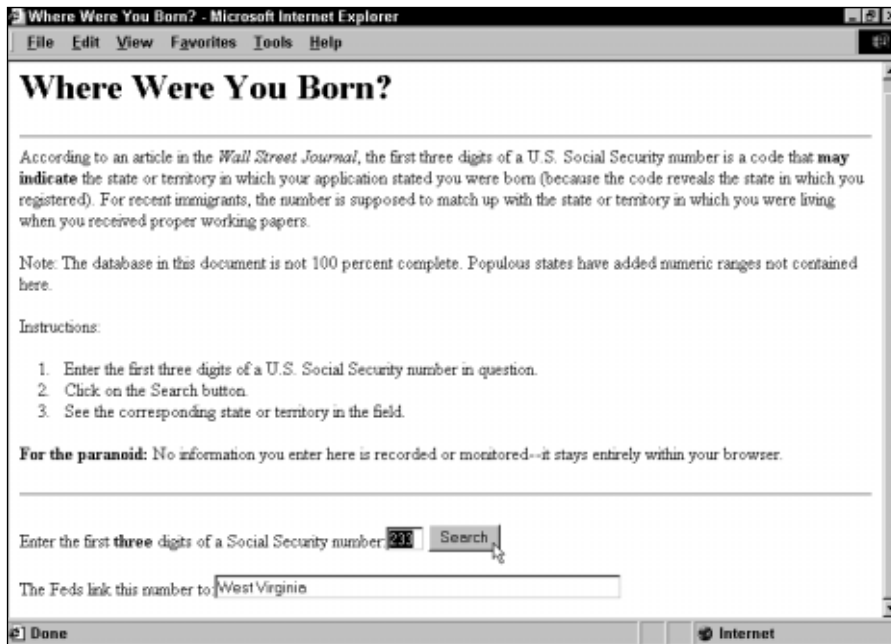 Where Were You Born? - Microsoft Internet Explorer
File Edit View Favorites Tools Help
Where Were You Born?
According to an article in the Wall Street Journal, the first three digits of a U.S. Social Security number is a code that may
indicate the state or territory in which your application stated you were born (because the code reveals the state in which you
registered). For recent immigrants, the number is supposed to match up with the state or territory in which you were living
when you received proper working papers.
Note: The database in this document is not 100 percent complete. Populous states have added numeric ranges not contained
here.
Instructions:
1. Enter the first three digits of a U.S. Social Security number in question.
2. Click on the Search button.
3. See the corresponding state or territory in the field.
For the paranoid: No information you enter here is recorded or monitored--it stays entirely within your browser.
Enter the first three digits of a Social Security number: 233 Search
The Feds link this number to: West Virginia
Done Internet